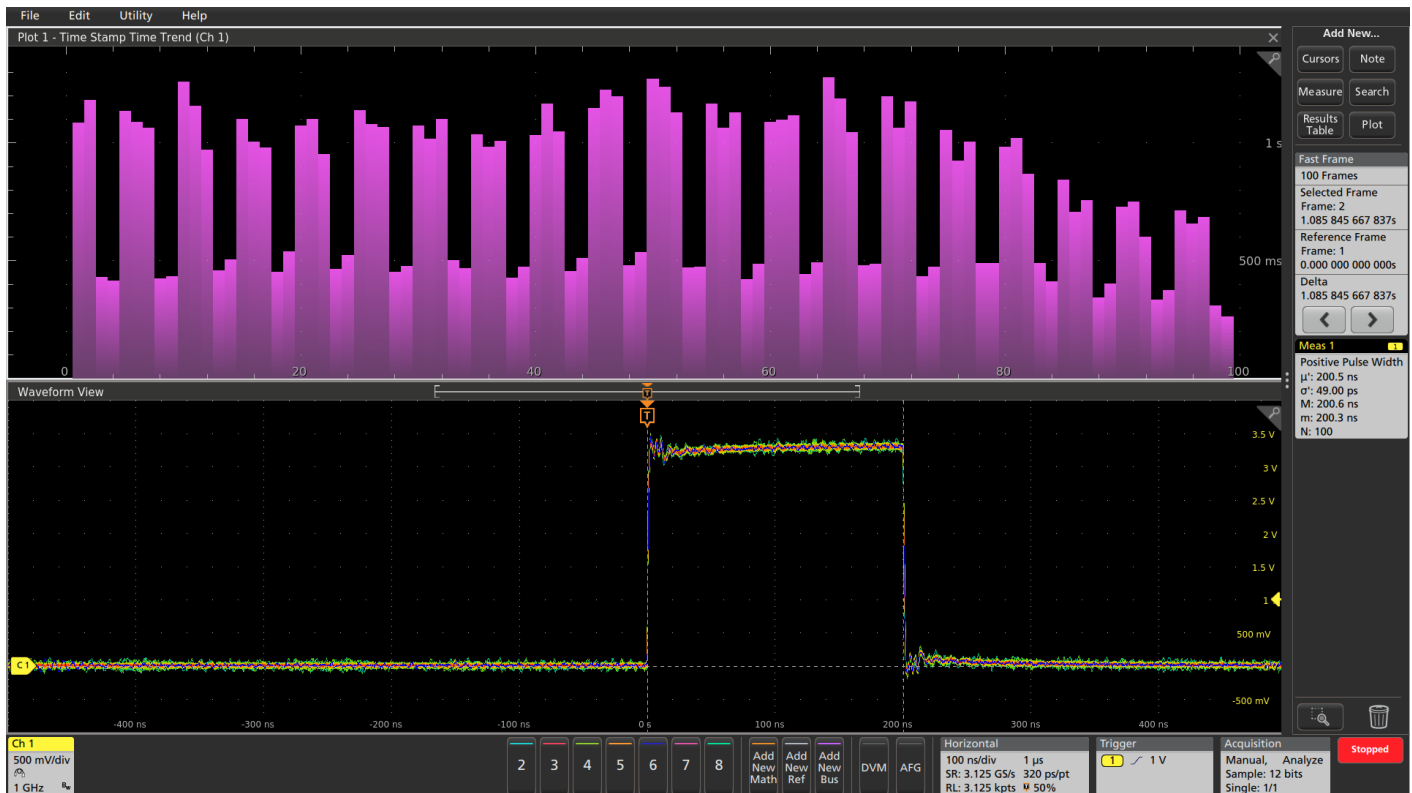 File Edit Utility Help
Plot 1 - Time Stamp Time Trend (Ch 1)
1 s
500 ms
0 20 40 60 80 100
Waveform View
T
T
3.5 V
3 V
2.5 V
2 V
1.5 V
1
500 mV
C 1
-500 mV
-400 ns -300 ns -200 ns -100 ns 0 s 100 ns 200 ns 300 ns 400 ns
Add New...
Cursors Note
Measure Search
Results Table Plot
Fast Frame
100 Frames
Selected Frame
Frame: 2
1.085 845 667 837s
Reference Frame
Frame: 1
0.000 000 000 000s
Delta
1.085 845 667 837s
Meas 1 1
Positive Pulse Width
µ': 200.5 ns
σ': 49.00 ps
M: 200.6 ns
m: 200.3 ns
N: 100
Ch 1
500 mV/div
1 GHz
2 3 4 5 6 7 8
Add New Math
Add New Ref
Add New Bus
DVM AFG
Horizontal
100 ns/div 1 µs
SR: 3.125 GS/s 320 ps/pt
RL: 3.125 kpts 50%
Trigger
1 1 V
Acquisition
Manual, Analyze
Sample: 12 bits
Single: 1/1
Stopped